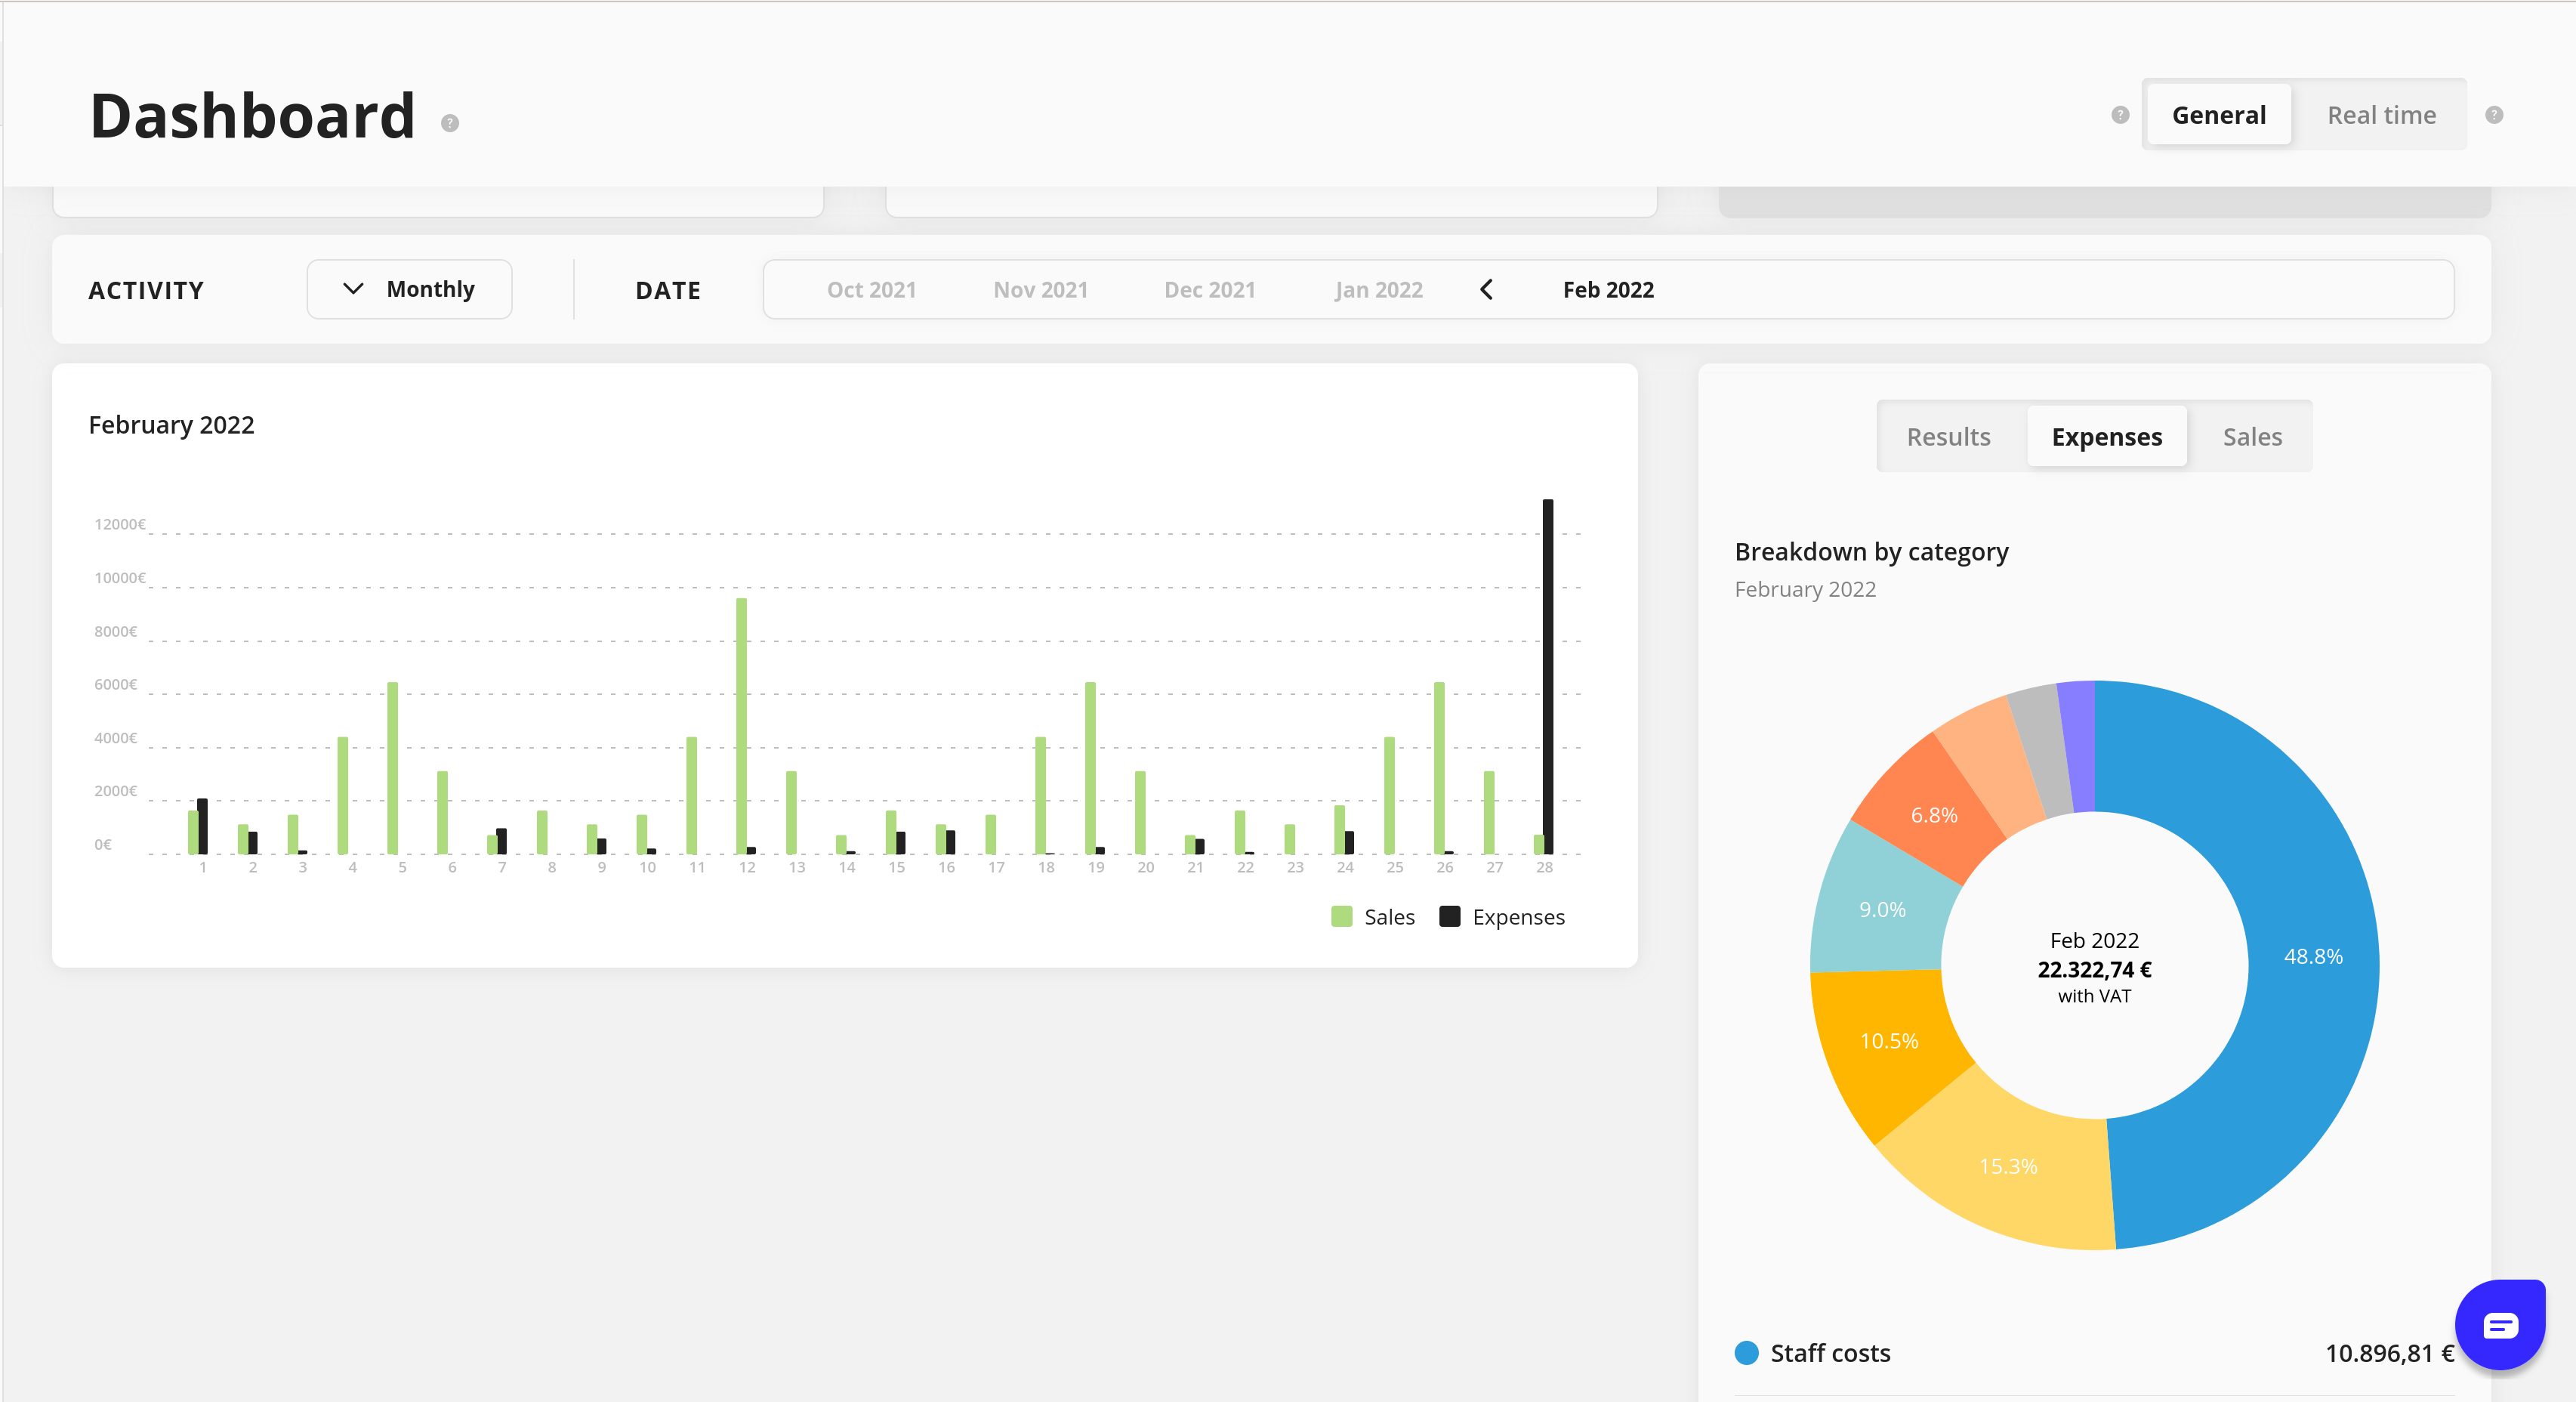 Dashboard ?
? General Real time ?
ACTIVITY Monthly DATE Oct 2021 Nov 2021 Dec 2021 Jan 2022 Feb 2022
February 2022
12000€
10000€
8000€
6000€
4000€
2000€
0€
1 2 3 4 5 6 7 8 9 10 11 12 13 14 15 16 17 18 19 20 21 22 23 24 25 26 27 28
Sales Expenses
Results Expenses Sales
Breakdown by category
February 2022
6.8%
9.0%
10.5%
15.3%
48.8%
Feb 2022
22.322,74 €
with VAT
Staff costs 10.896,81 €